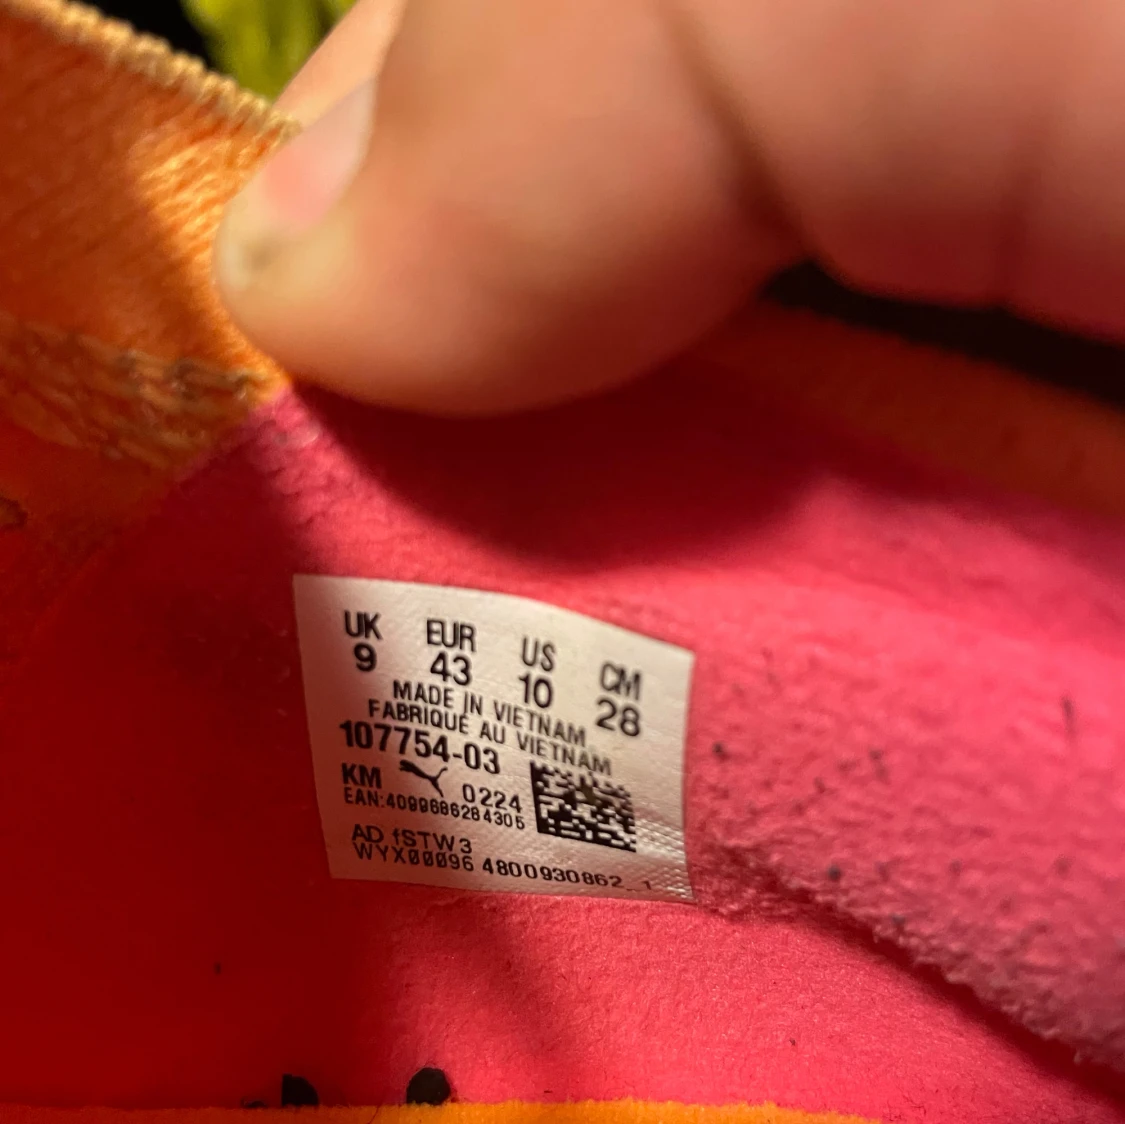 UK EUR US CM
9 43 10 28
MADE IN VIETNAM
FABRIQUÉ AU VIETNAM
107754-03
KM 0224
EAN:4099686284305
AD fSTW3
WYX00096 4800930862_1